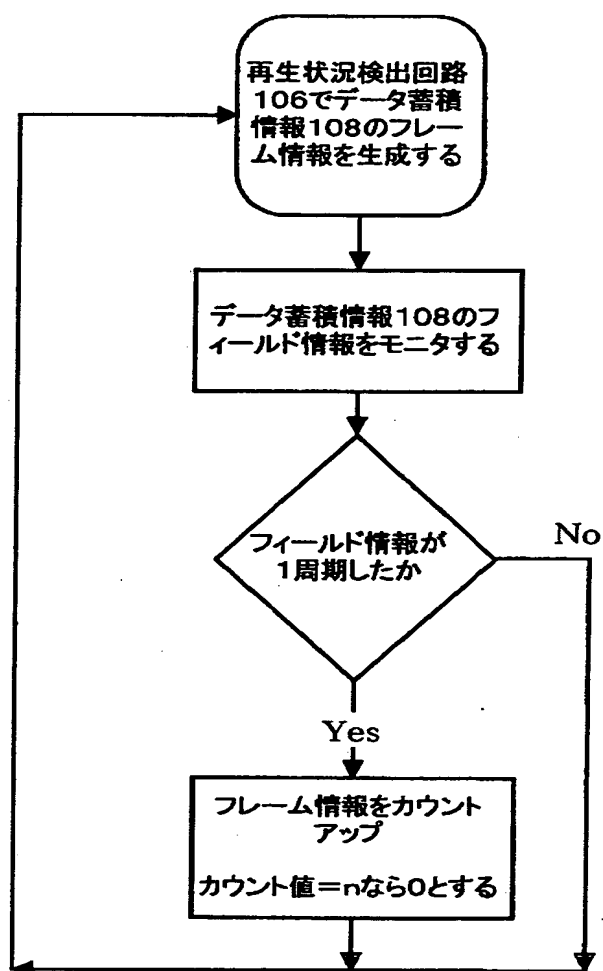 再生状況検出回路
106でデータ蓄積
情報108のフレー
ム情報を生成する
データ蓄積情報108のフ
ィールド情報をモニタする
フィールド情報が
1周期したか
No
Yes
フレーム情報をカウント
アップ
カウント値=nなら0とする